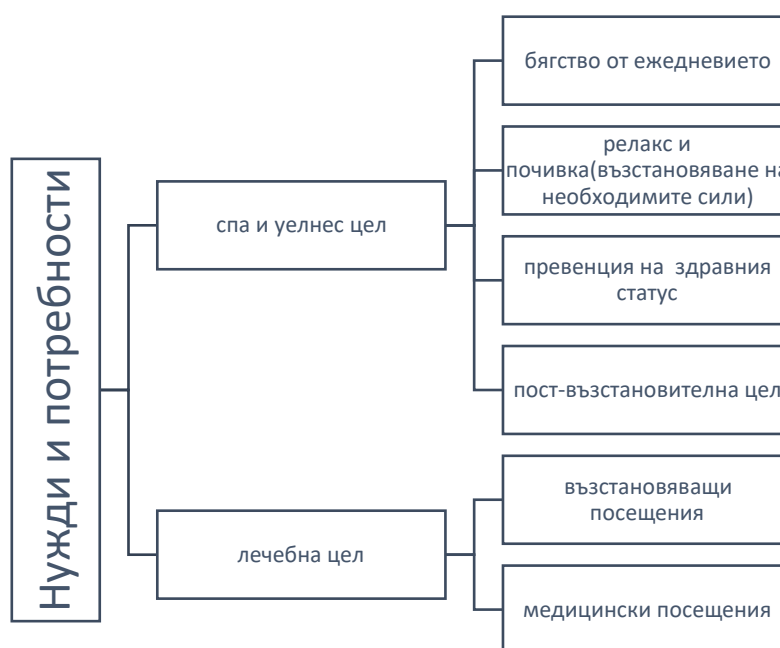 Нужди и потребности
спа и уелнес цел
бягство от ежедневието
релакс и
почивка(възстановяване на
необходимите сили)
превенция на здравния
статус
пост-възстановителна цел
лечебна цел
възстановяващи
посещения
медицински посещения